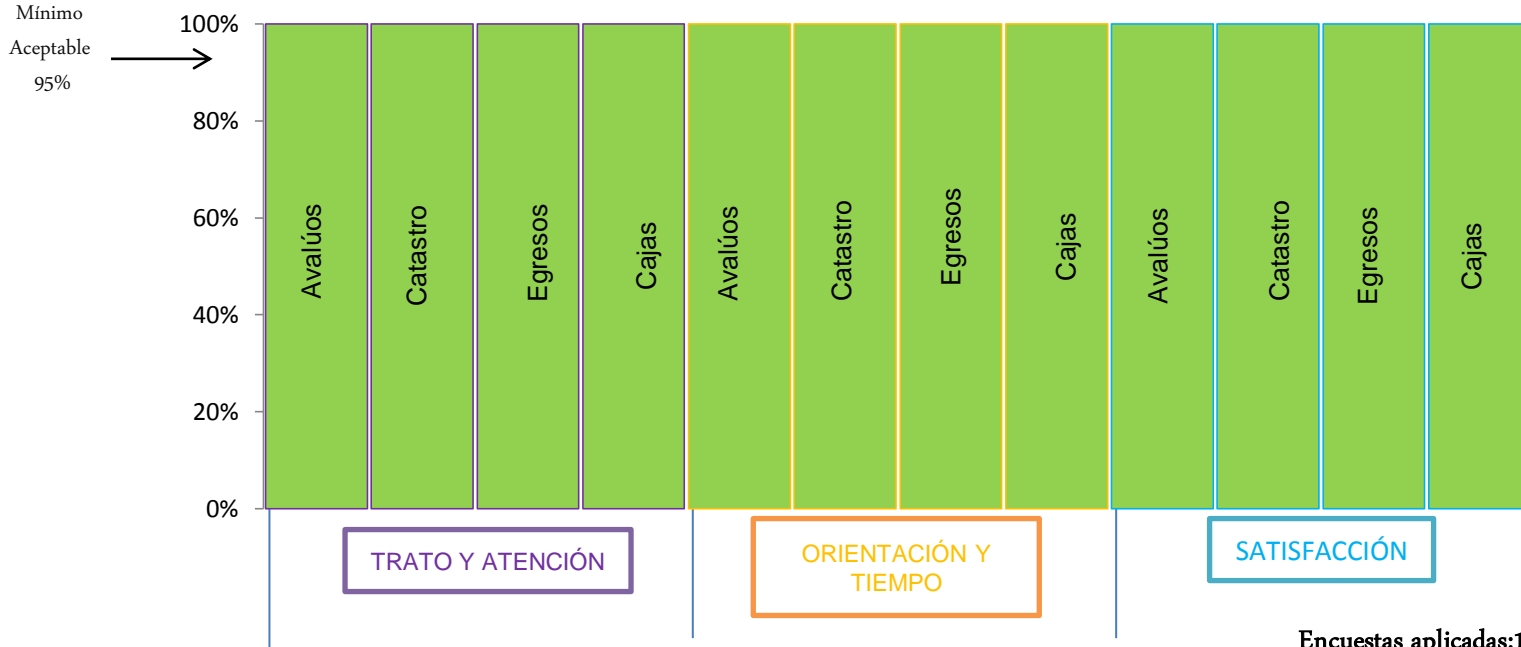 Mínimo
Aceptable
95%
100%
80%
60%
40%
20%
0%
Avalúos
Catastro
Egresos
Cajas
Avalúos
Catastro
Egresos
Cajas
Avalúos
Catastro
Egresos
Cajas
TRATO Y ATENCIÓN
ORIENTACIÓN Y
TIEMPO
SATISFACCIÓN
Encuestas aplicadas:1